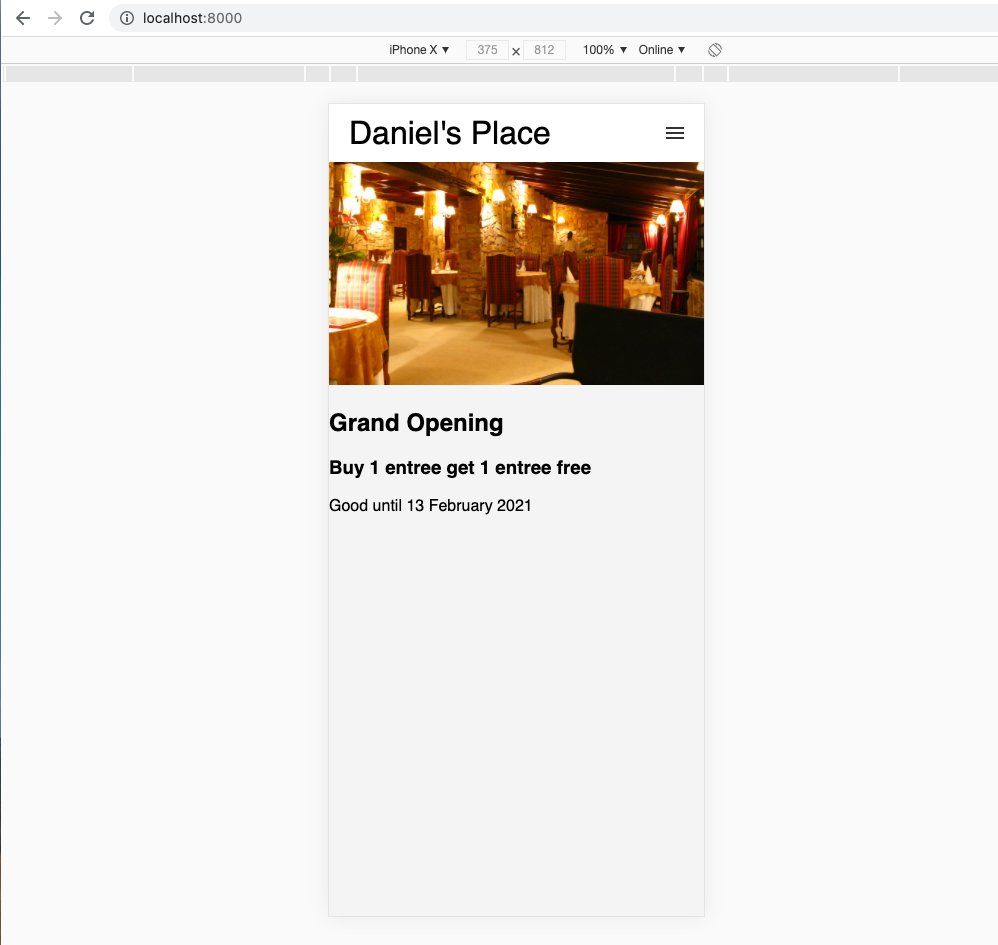 localhost:8000
iPhone X ▼ 375 × 812 100% ▼ Online ▼
Daniel's Place
Grand Opening
Buy 1 entree get 1 entree free
Good until 13 February 2021